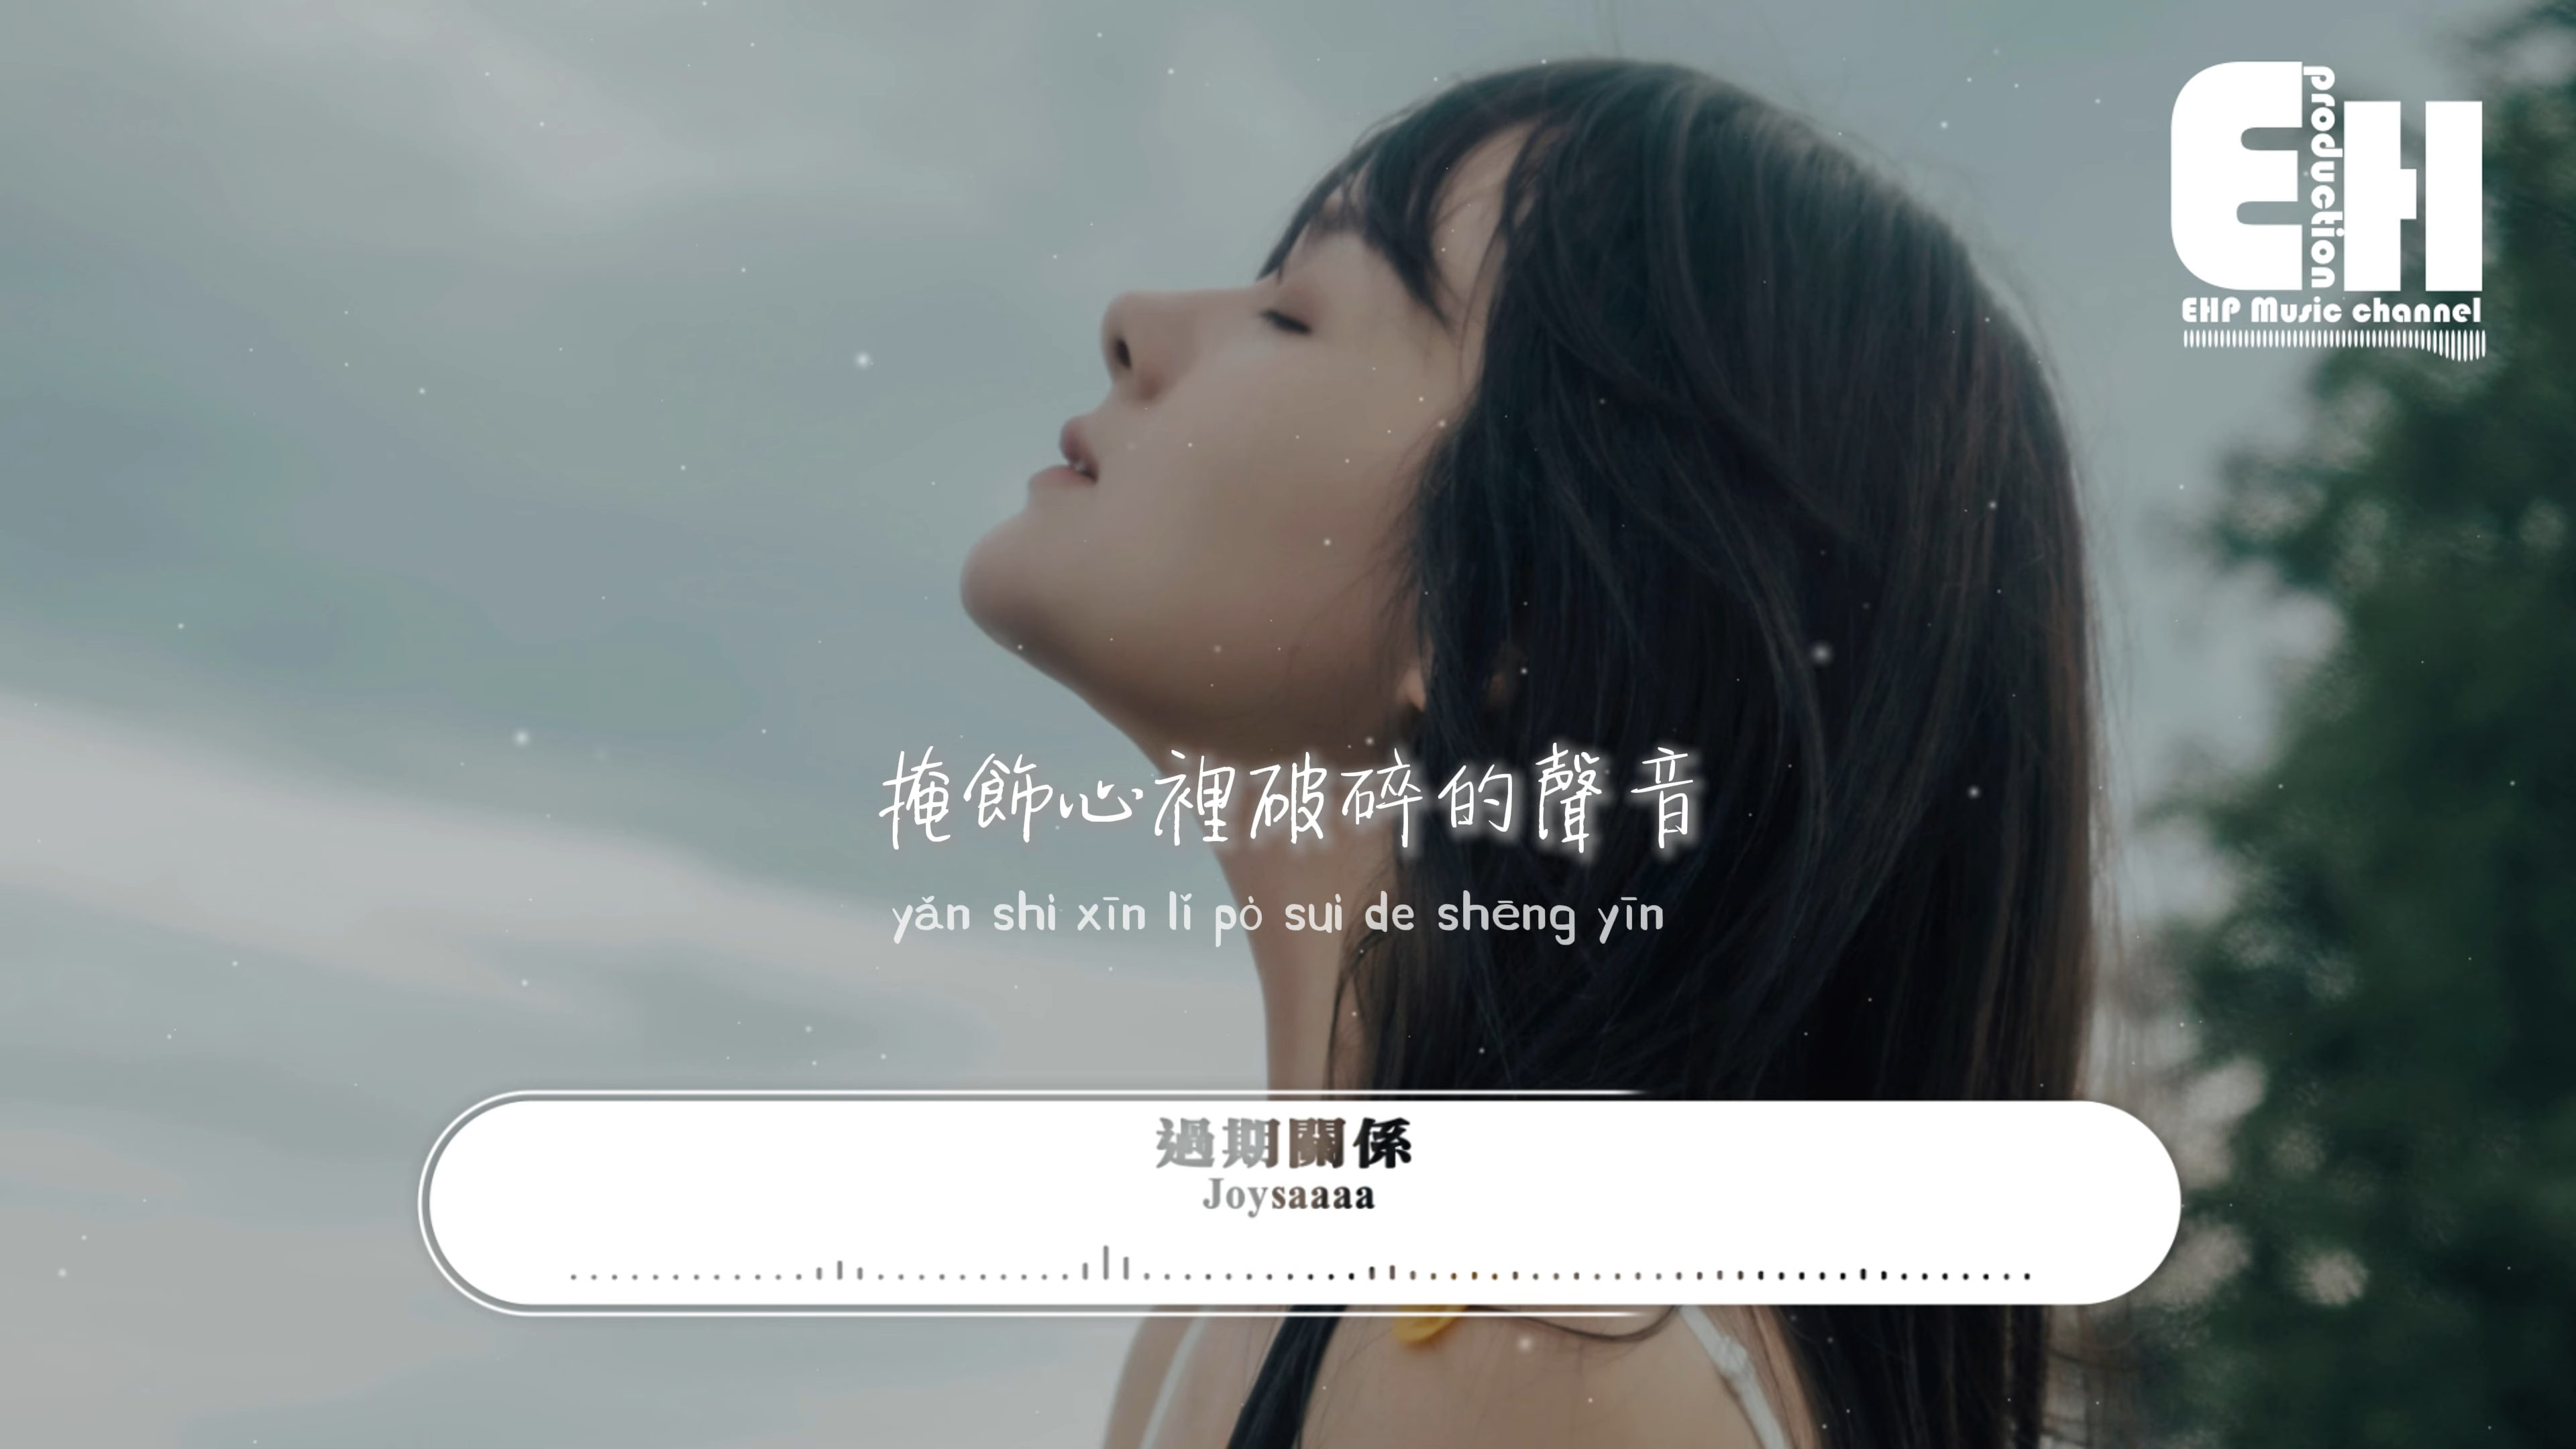 EH
production
EHP Music channel
掩飾心裡破碎的聲音
yǎn shì xīn lǐ pò suì de shēng yīn
過期關係
Joysaaaa